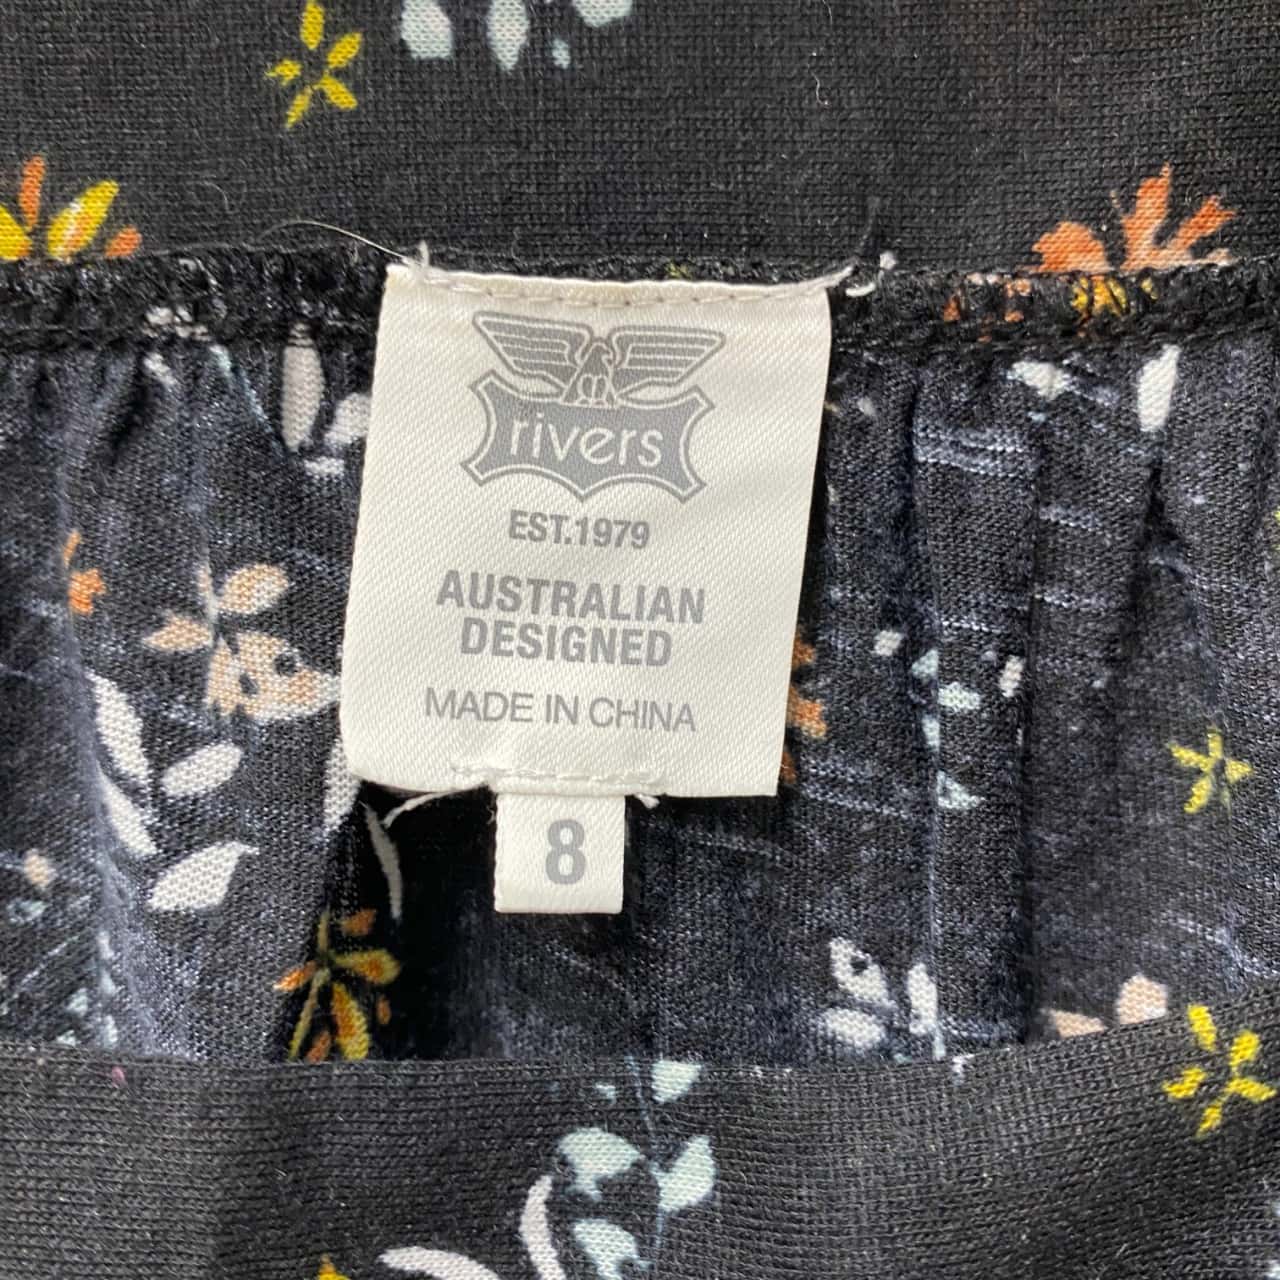 rivers
EST.1979
AUSTRALIAN
DESIGNED
MADE IN CHINA
8